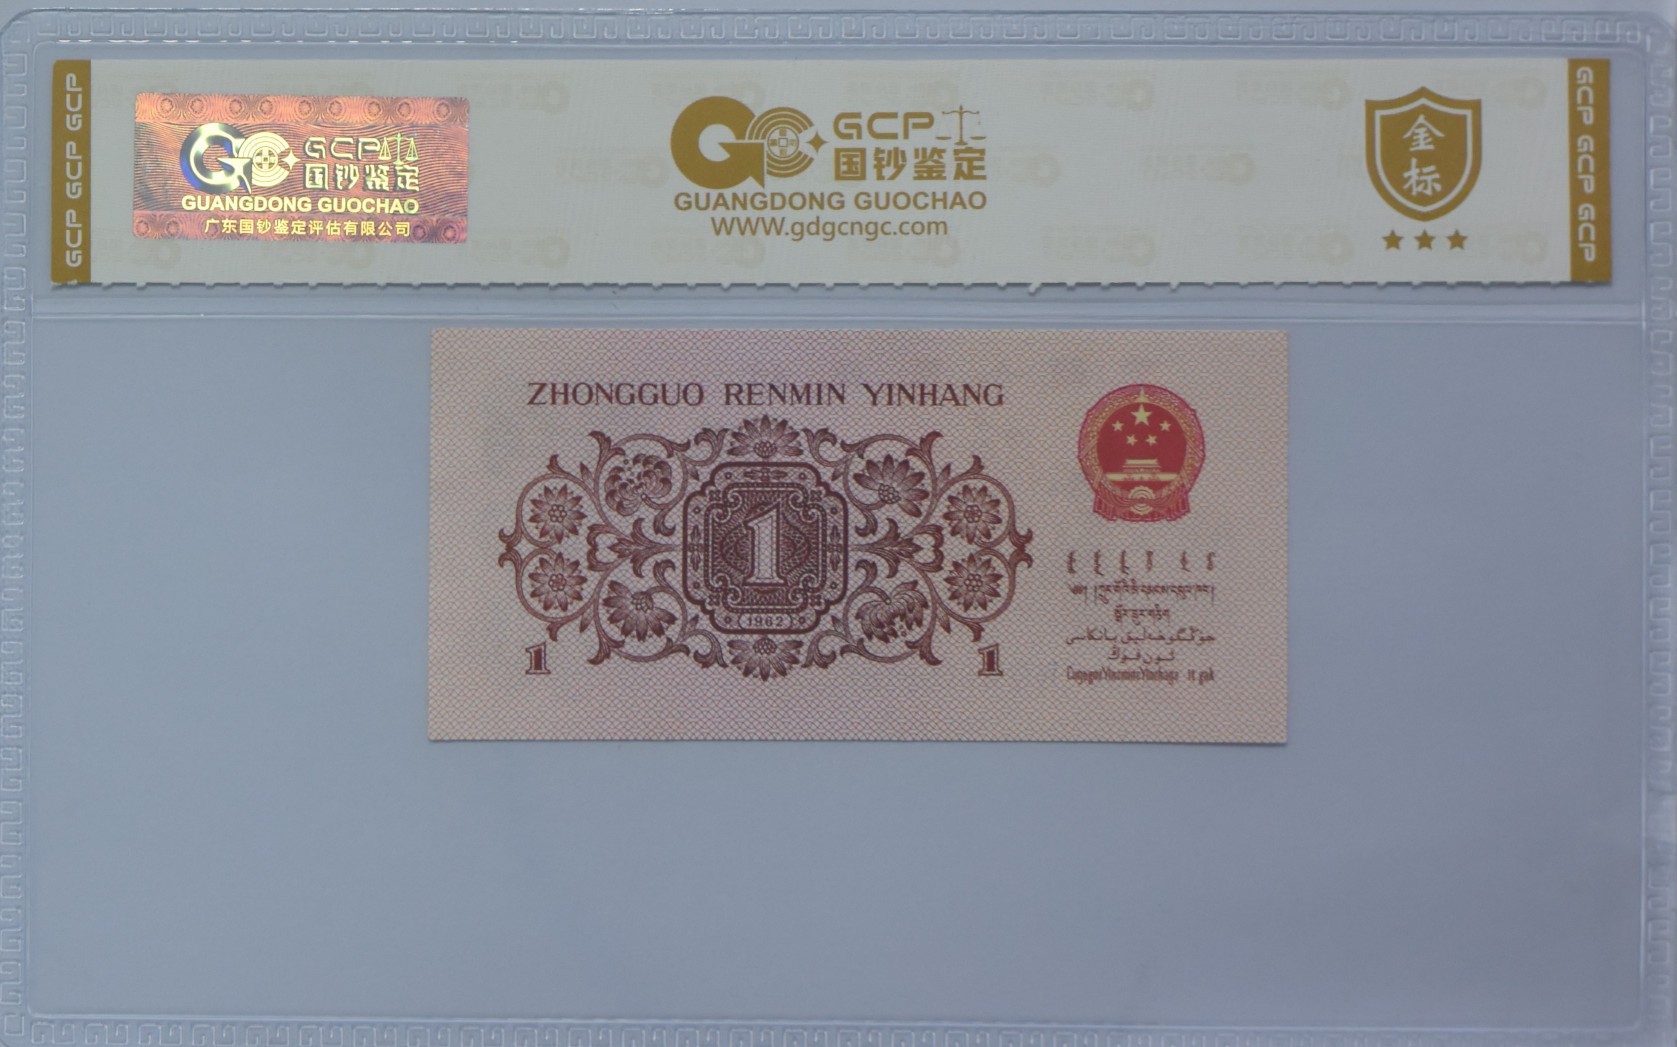 GCP GCP GCP
GCP 国钞鉴定
GUANGDONG GUOCHAO
广东国钞鉴定评估有限公司
GCP
国钞鉴定
GUANGDONG GUOCHAO
WWW.gdgcngc.com
金标
GCP GCP GCP
ZHONGGUO RENMIN YINHANG
1
1962
1 1